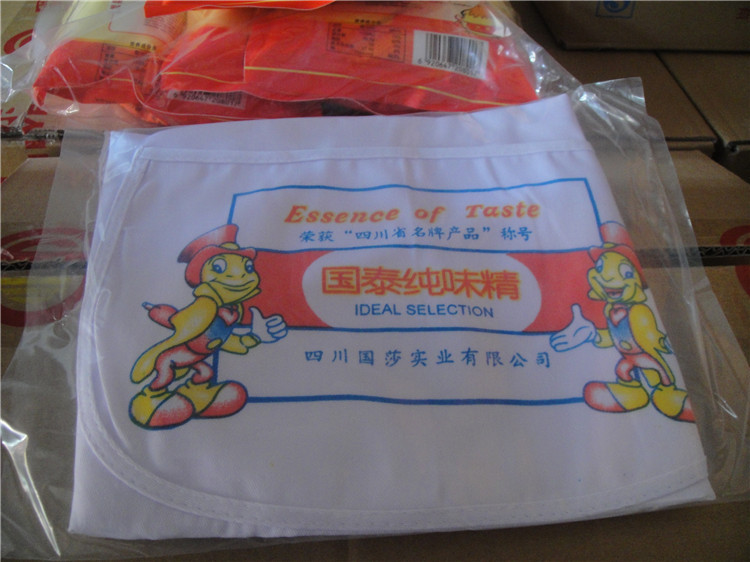 Essence of Taste
荣获“四川省名牌产品”称号
国泰纯味精
IDEAL SELECTION
四川国莎实业有限公司